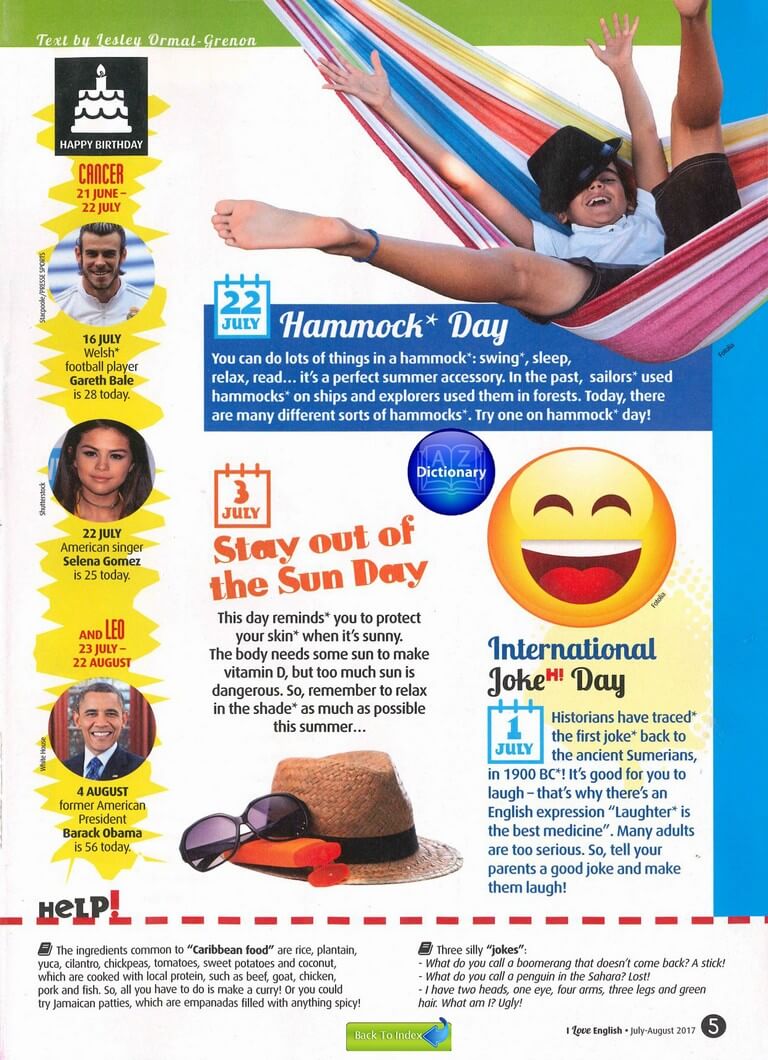 Text by Lesley Ormal-Grenon
HAPPY BIRTHDAY
CANCER
21 JUNE –
22 JULY
Stacpoole/PRESSE SPORTS
16 JULY
Welsh*
football player
Gareth Bale
is 28 today.
Shutterstock
22 JULY
American singer
Selena Gomez
is 25 today.
AND LEO
23 JULY –
22 AUGUST
White House
4 AUGUST
former American
President
Barack Obama
is 56 today.
22
JULY
Hammock* Day
You can do lots of things in a hammock*: swing*, sleep,
relax, read... it's a perfect summer accessory. In the past, sailors* used
hammocks* on ships and explorers used them in forests. Today, there
are many different sorts of hammocks*. Try one on hammock* day!
Fotolia
A Z
Dictionary
3
JULY
Stay out of
the Sun Day
This day reminds* you to protect
your skin* when it's sunny.
The body needs some sun to make
vitamin D, but too much sun is
dangerous. So, remember to relax
in the shade* as much as possible
this summer...
Fotolia
International
Joke H! Day
1
JULY
Historians have traced*
the first joke* back to
the ancient Sumerians,
in 1900 BC*! It's good for you to
laugh – that's why there's an
English expression "Laughter* is
the best medicine". Many adults
are too serious. So, tell your
parents a good joke and make
them laugh!
HELP!
The ingredients common to "Caribbean food" are rice, plantain,
yuca, cilantro, chickpeas, tomatoes, sweet potatoes and coconut,
which are cooked with local protein, such as beef, goat, chicken,
pork and fish. So, all you have to do is make a curry! Or you could
try Jamaican patties, which are empanadas filled with anything spicy!
Three silly "jokes":
- What do you call a boomerang that doesn't come back? A stick!
- What do you call a penguin in the Sahara? Lost!
- I have two heads, one eye, four arms, three legs and green
hair. What am I? Ugly!
Back To Index
I Love English • July-August 2017 5